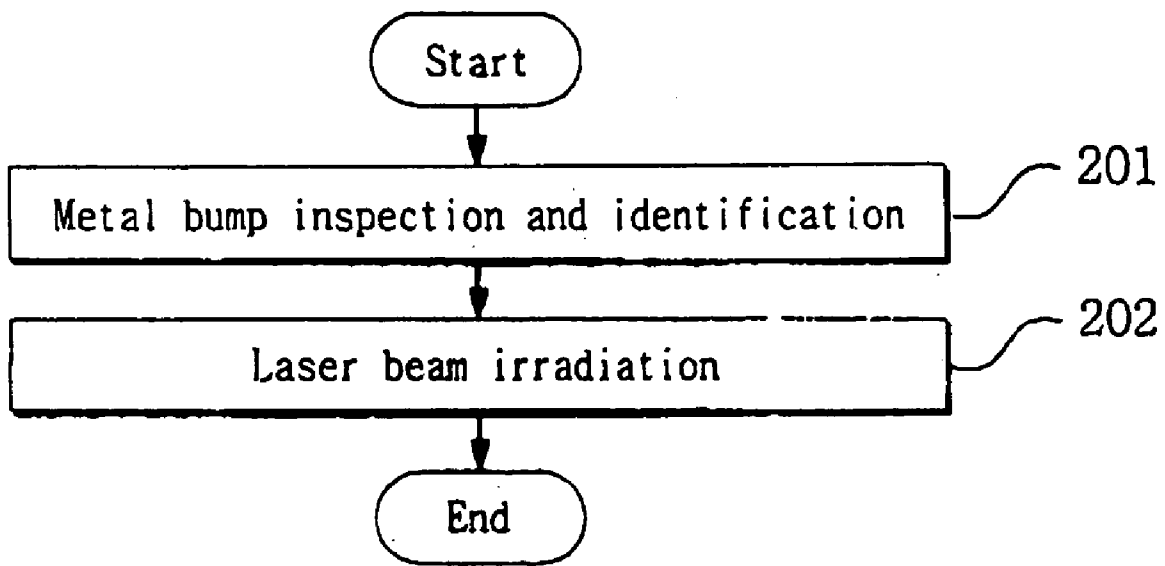 Start
Metal bump inspection and identification
201
Laser beam irradiation
202
End